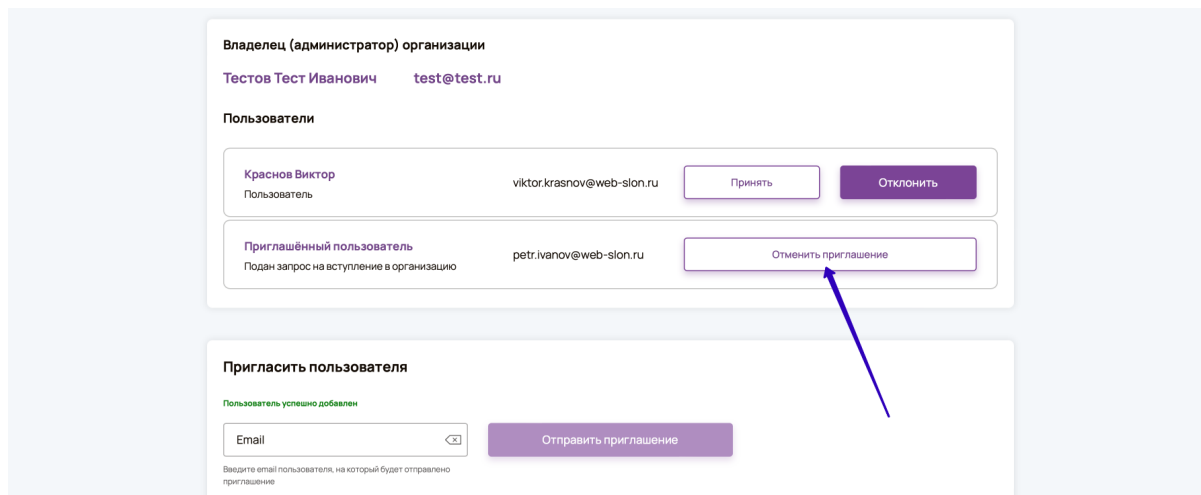 Владелец (администратор) организации
Тестов Тест Иванович test@test.ru
Пользователи
Краснов Виктор
Пользователь
viktor.krasnov@web-slon.ru
Принять
Отклонить
Приглашённый пользователь
Подан запрос на вступление в организацию
petr.ivanov@web-slon.ru
Отменить приглашение
Пригласить пользователя
Пользователь успешно добавлен
Email
Отправить приглашение
Введите email пользователя, на который будет отправлено
приглашение